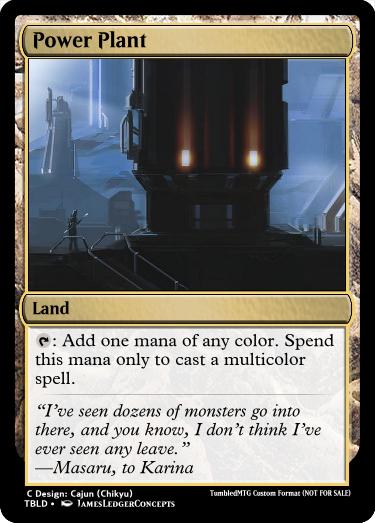 Power Plant
Land
: Add one mana of any color. Spend
this mana only to cast a multicolor
spell.
“I’ve seen dozens of monsters go into
there, and you know, I don’t think I’ve
ever seen any leave.”
—Masaru, to Karina
C Design: Cajun (Chikyu)
TumbledMTG Custom Format (NOT FOR SALE)
TBLD • JamesLedgerConcepts